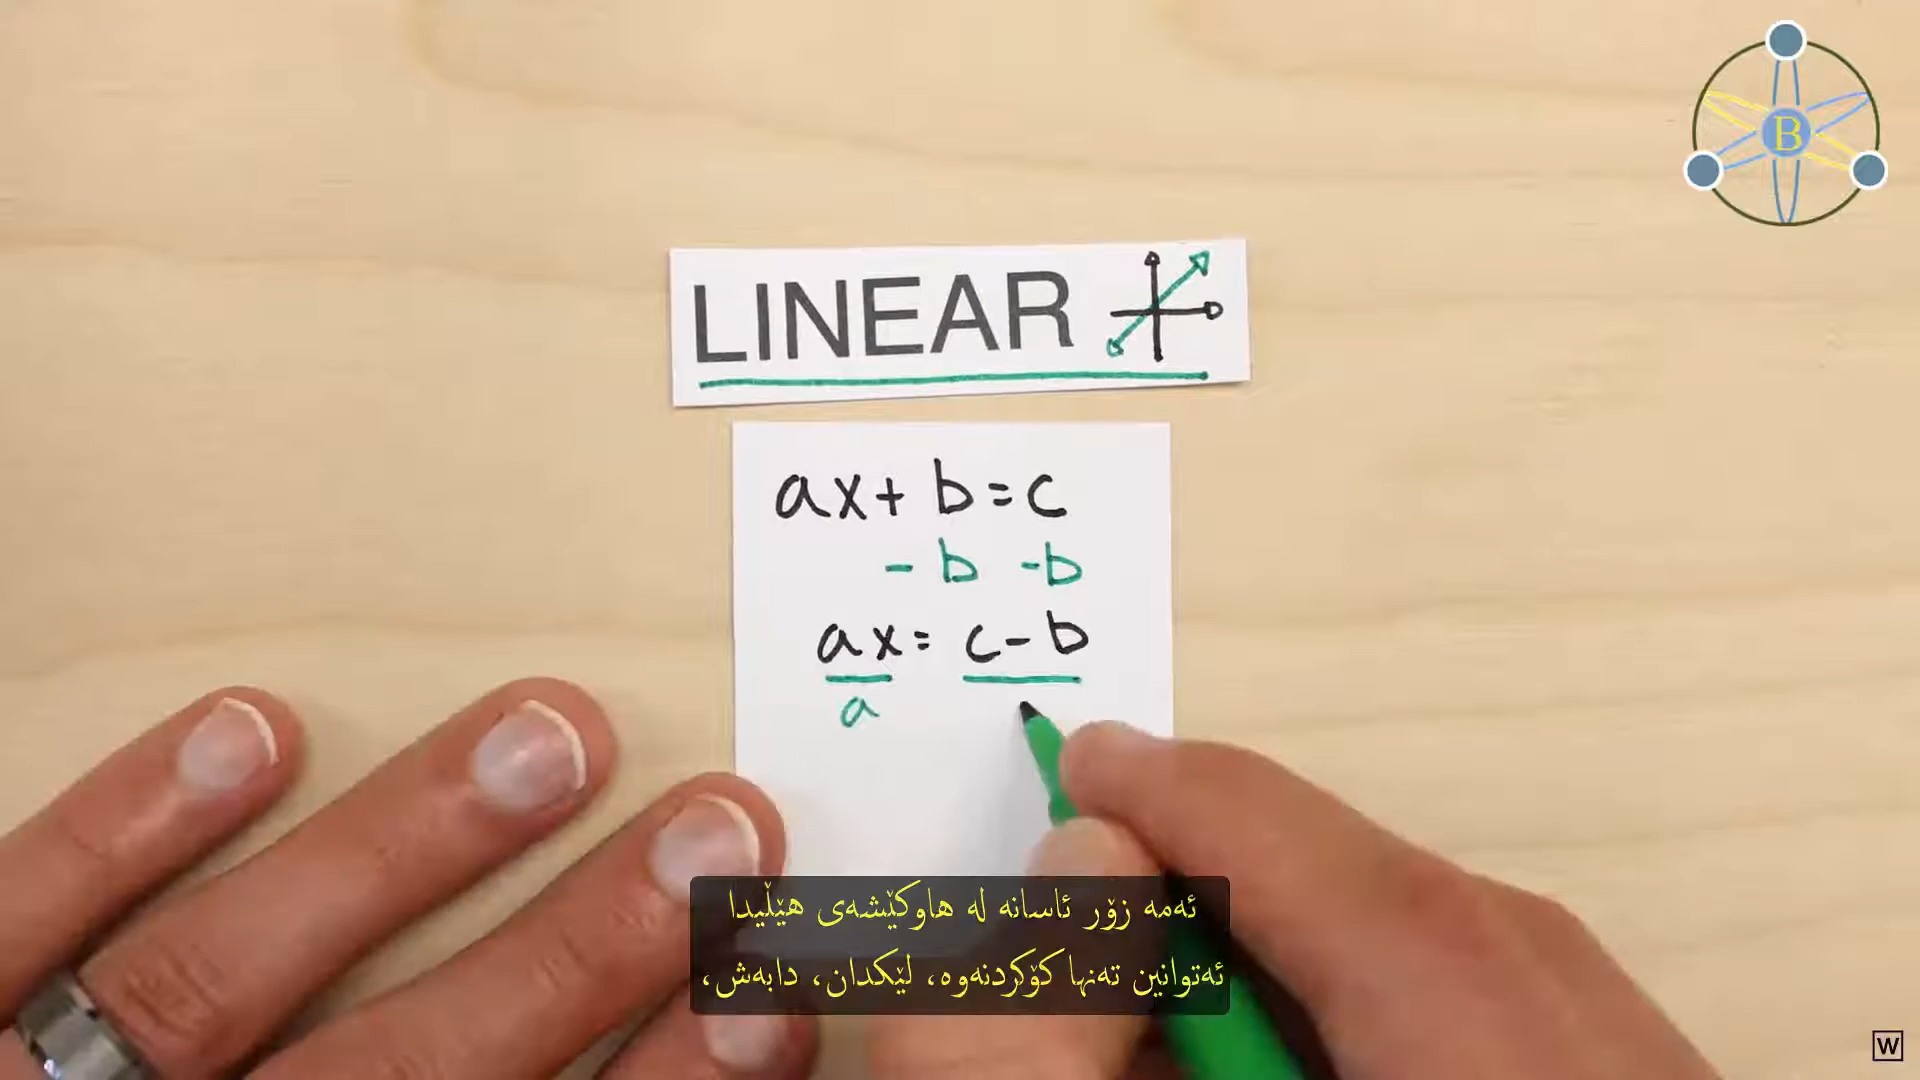 B
LINEAR
ax + b = c
- b -b
ax = c - b
a
ئەمە زۆر ئاسانە لە هاوکێشەی هێڵیدا
ئەتوانین تەنها کۆکردنەوە، لێکدان، دابەش،
W